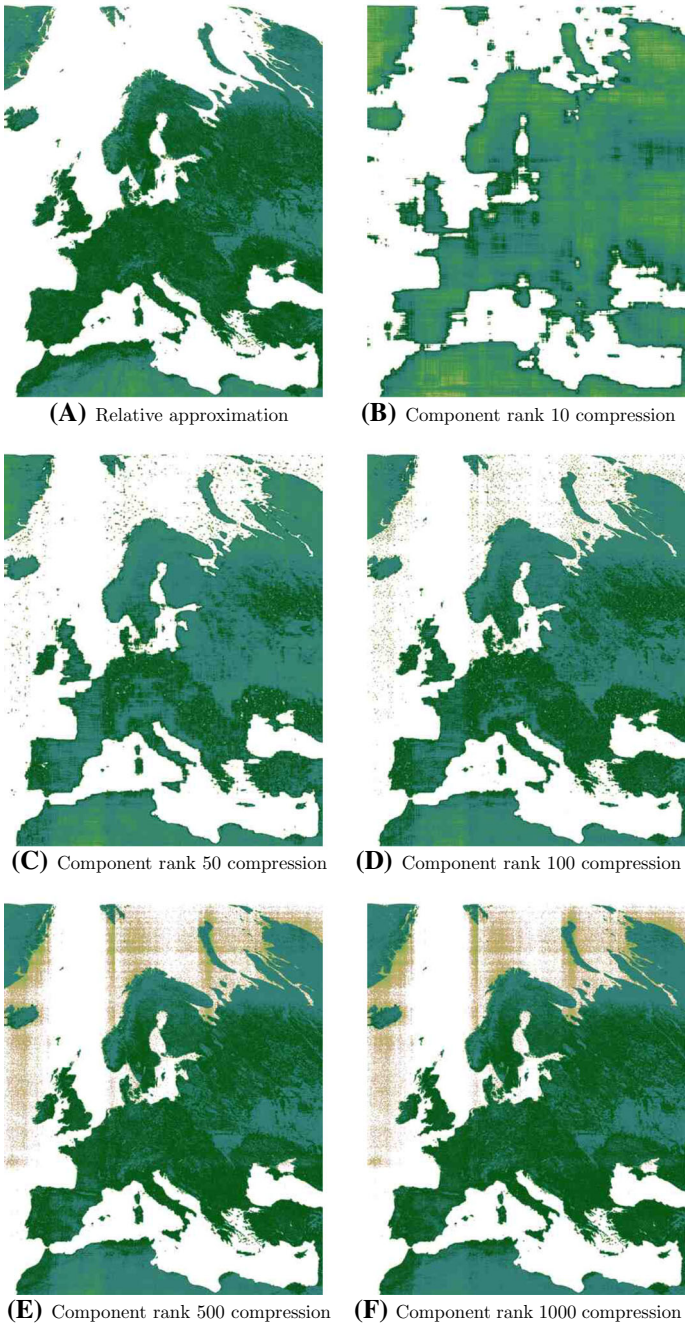 (A) Relative approximation
(B) Component rank 10 compression
(C) Component rank 50 compression
(D) Component rank 100 compression
(E) Component rank 500 compression
(F) Component rank 1000 compression